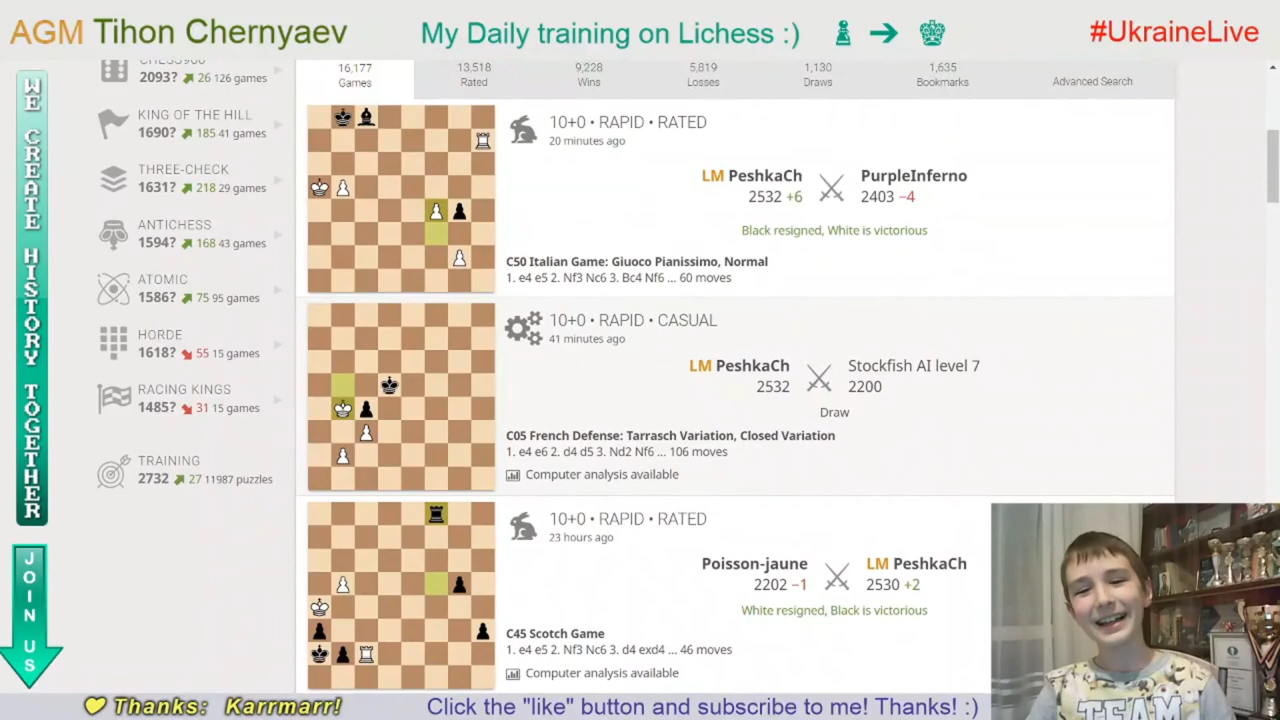 AGM Tihon Chernyaev
My Daily training on Lichess :)
#UkraineLive
WE CREATE HISTORY TOGETHER
JOIN US
CHESS960
2093? 26 126 games
KING OF THE HILL
1690? 185 41 games
THREE-CHECK
1631? 218 29 games
ANTICHESS
1594? 168 43 games
ATOMIC
1586? 75 95 games
HORDE
1618? 55 15 games
RACING KINGS
1485? 31 15 games
TRAINING
2732 27 11987 puzzles
16,177 13,518 9,228 5,819 1,130 1,635
Games Rated Wins Losses Draws Bookmarks Advanced Search
10+0 • RAPID • RATED
20 minutes ago
LM PeshkaCh PurpleInferno
2532 +6 2403 −4
Black resigned, White is victorious
C50 Italian Game: Giuoco Pianissimo, Normal
1. e4 e5 2. Nf3 Nc6 3. Bc4 Nf6 ... 60 moves
10+0 • RAPID • CASUAL
41 minutes ago
LM PeshkaCh Stockfish AI level 7
2532 2200
Draw
C05 French Defense: Tarrasch Variation, Closed Variation
1. e4 e6 2. d4 d5 3. Nd2 Nf6 ... 106 moves
Computer analysis available
10+0 • RAPID • RATED
23 hours ago
Poisson-jaune LM PeshkaCh
2202 −1 2530 +2
White resigned, Black is victorious
C45 Scotch Game
1. e4 e5 2. Nf3 Nc6 3. d4 exd4 ... 46 moves
Computer analysis available
TEAM
Thanks: Karrmarr!
Click the "like" button and subscribe to me! Thanks! :)